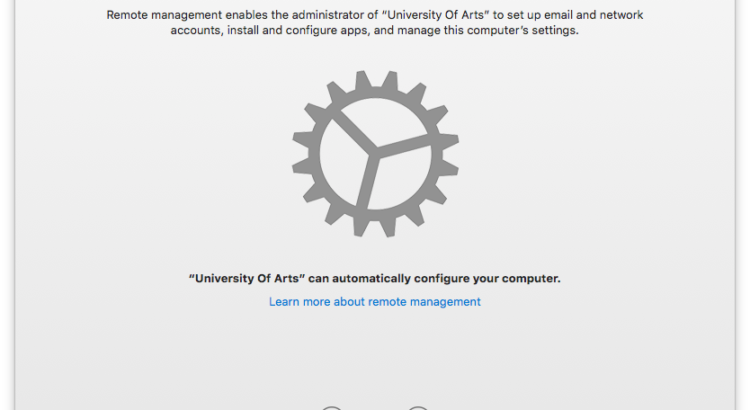 Remote management enables the administrator of “University Of Arts” to set up email and network
accounts, install and configure apps, and manage this computer’s settings.
“University Of Arts” can automatically configure your computer.
Learn more about remote management